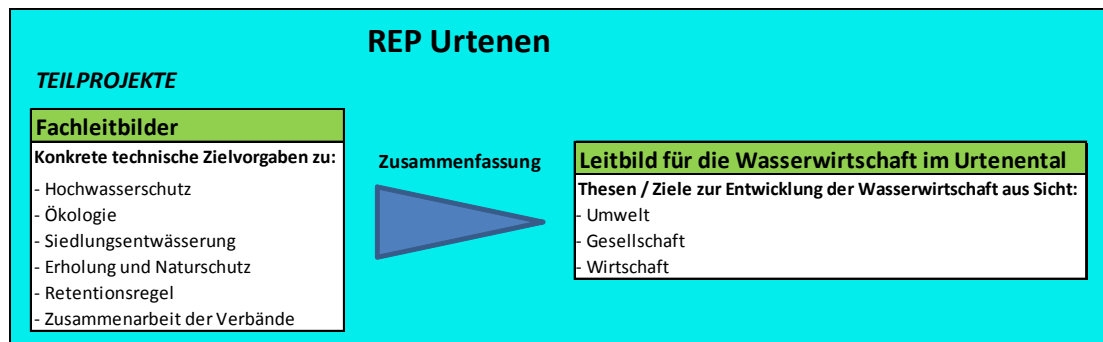 REP Urtenen
TEILPROJEKTE
Fachleitbilder
Konkrete technische Zielvorgaben zu:
- Hochwasserschutz
- Ökologie
- Siedlungsentwässerung
- Erholung und Naturschutz
- Retentionsregel
- Zusammenarbeit der Verbände
Zusammenfassung
Leitbild für die Wasserwirtschaft im Urtenental
Thesen / Ziele zur Entwicklung der Wasserwirtschaft aus Sicht:
- Umwelt
- Gesellschaft
- Wirtschaft